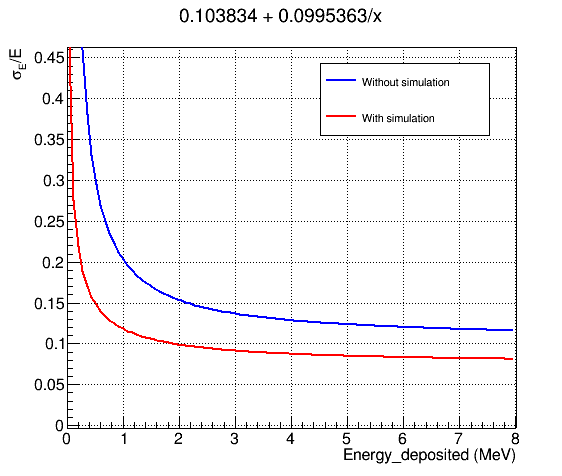 0.103834 + 0.0995363/x
σE/E
0.45
0.4
0.35
0.3
0.25
0.2
0.15
0.1
0.05
0
Without simulation
With simulation
0 1 2 3 4 5 6 7 8
Energy_deposited (MeV)